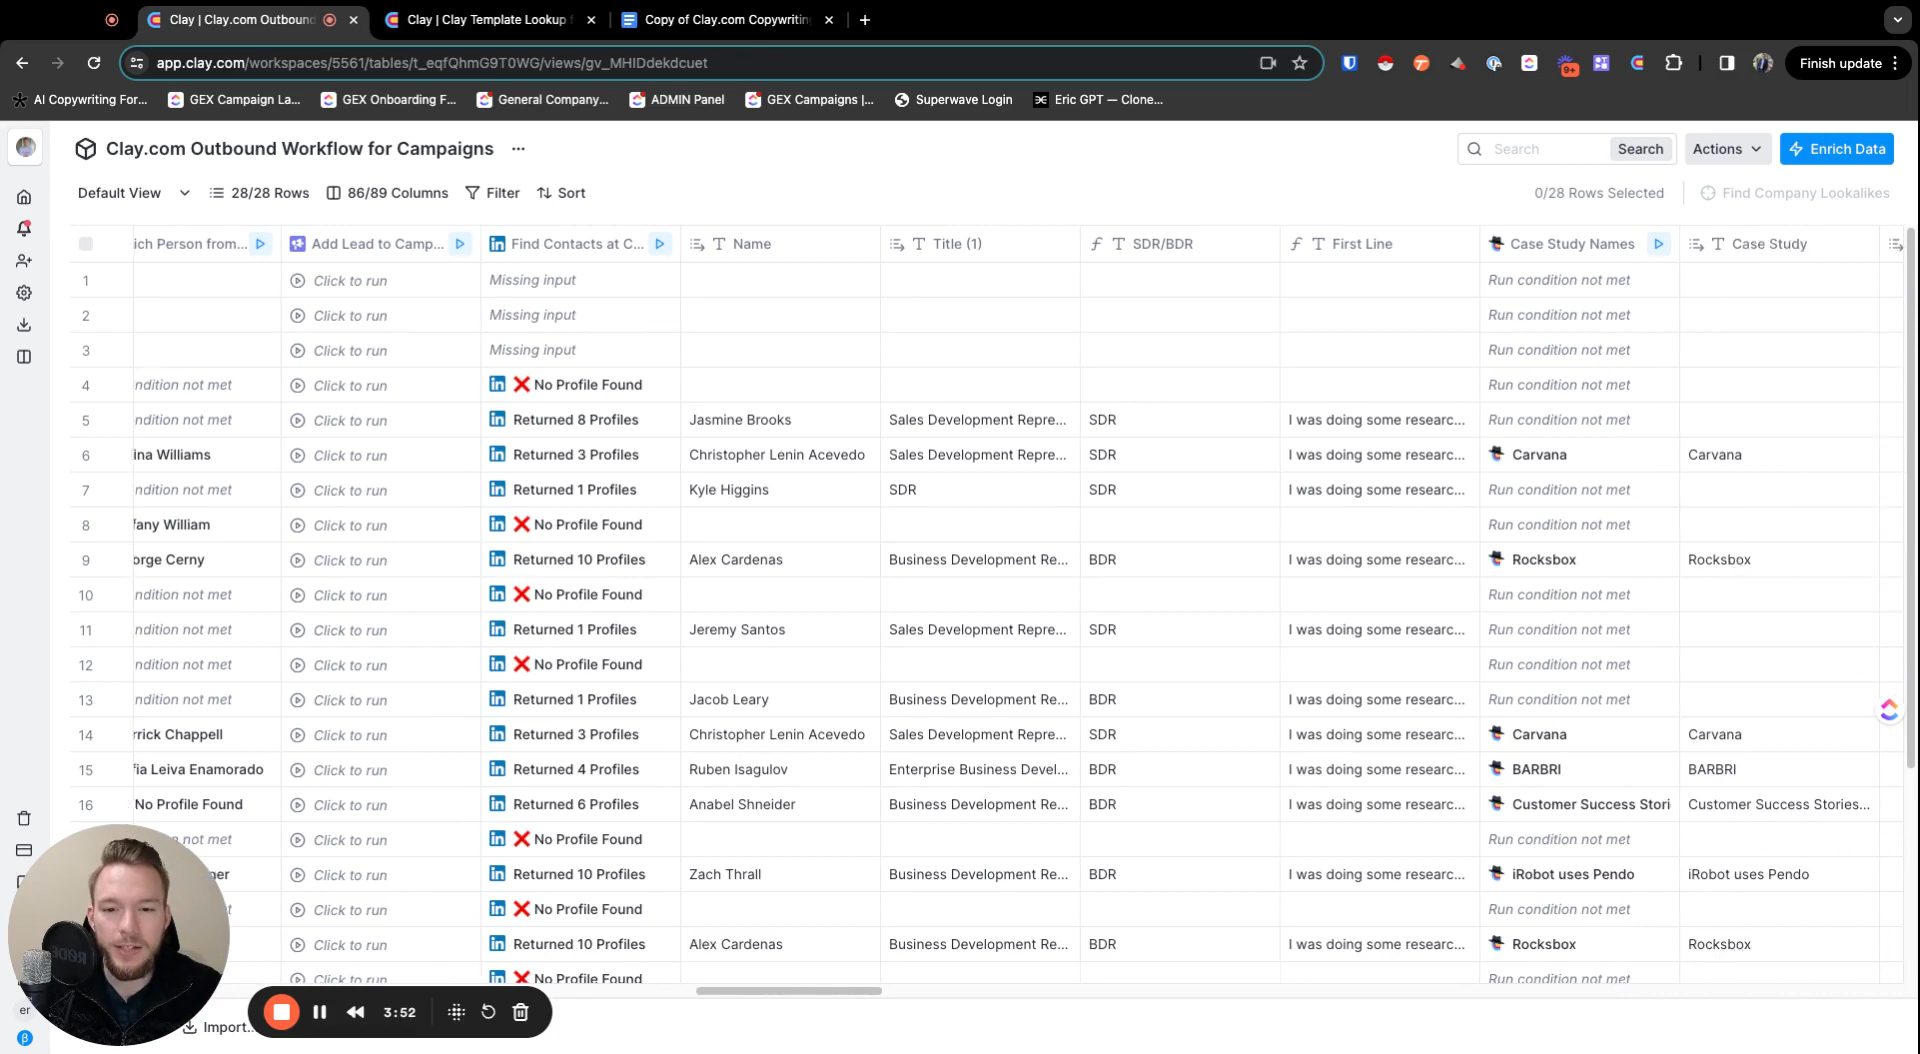 Clay | Clay.com Outbound
Clay | Clay Template Lookup
Copy of Clay.com Copywriting
app.clay.com/workspaces/5561/tables/t_eqfQhmG9T0WG/views/gv_MHIDdekdcuet
9+
Finish update
AI Copywriting For...
GEX Campaign La...
GEX Onboarding F...
General Company...
ADMIN Panel
GEX Campaigns |...
Superwave Login
Eric GPT — Clone...
Clay.com Outbound Workflow for Campaigns
Search
Search
Actions
Enrich Data
Default View
28/28 Rows
86/89 Columns
Filter
Sort
0/28 Rows Selected
Find Company Lookalikes
ich Person from... Add Lead to Camp... Find Contacts at C... Name Title (1) SDR/BDR First Line Case Study Names Case Study
1 Click to run Missing input Run condition not met
2 Click to run Missing input Run condition not met
3 Click to run Missing input Run condition not met
4 ndition not met Click to run No Profile Found Run condition not met
5 ndition not met Click to run Returned 8 Profiles Jasmine Brooks Sales Development Repre... SDR I was doing some researc... Run condition not met
6 ina Williams Click to run Returned 3 Profiles Christopher Lenin Acevedo Sales Development Repre... SDR I was doing some researc... Carvana Carvana
7 ndition not met Click to run Returned 1 Profiles Kyle Higgins SDR SDR I was doing some researc... Run condition not met
8 fany William Click to run No Profile Found Run condition not met
9 orge Cerny Click to run Returned 10 Profiles Alex Cardenas Business Development Re... BDR I was doing some researc... Rocksbox Rocksbox
10 ndition not met Click to run No Profile Found Run condition not met
11 ndition not met Click to run Returned 1 Profiles Jeremy Santos Sales Development Repre... SDR I was doing some researc... Run condition not met
12 ndition not met Click to run No Profile Found Run condition not met
13 ndition not met Click to run Returned 1 Profiles Jacob Leary Business Development Re... BDR I was doing some researc... Run condition not met
14 rrick Chappell Click to run Returned 3 Profiles Christopher Lenin Acevedo Sales Development Repre... SDR I was doing some researc... Carvana Carvana
15 fia Leiva Enamorado Click to run Returned 4 Profiles Ruben Isagulov Enterprise Business Devel... BDR I was doing some researc... BARBRI BARBRI
16 No Profile Found Click to run Returned 6 Profiles Anabel Shneider Business Development Re... BDR I was doing some researc... Customer Success Stori Customer Success Stories...
not met Click to run No Profile Found Run condition not met
ner Click to run Returned 10 Profiles Zach Thrall Business Development Re... BDR I was doing some researc... iRobot uses Pendo iRobot uses Pendo
t Click to run No Profile Found Run condition not met
Click to run Returned 10 Profiles Alex Cardenas Business Development Re... BDR I was doing some researc... Rocksbox Rocksbox
Click to run No Profile Found Run condition not met
RØDE
er
3:52
Import...
β